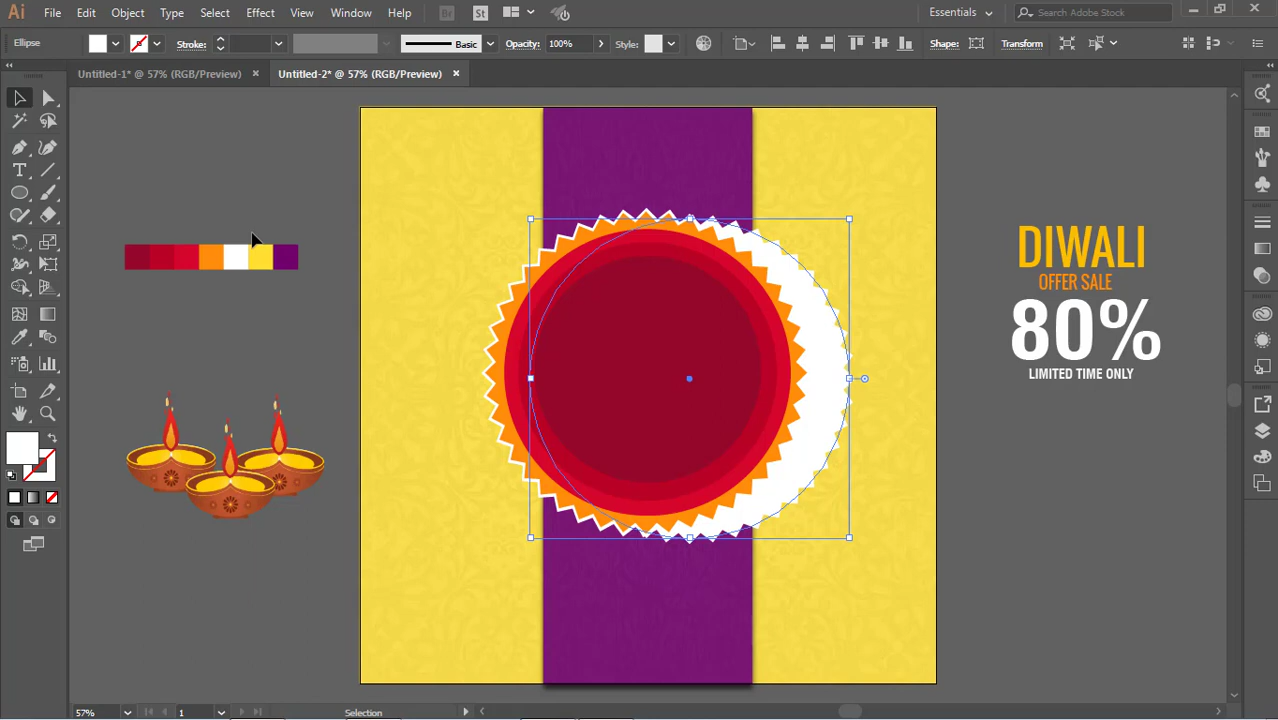 Ai File Edit Object Type Select Effect View Window Help Br St Essentials Search Adobe Stock
Ellipse Stroke: Basic Opacity: 100% Style: Shape: Transform
Untitled-1* @ 57% (RGB/Preview) Untitled-2* @ 57% (RGB/Preview)
DIWALI
OFFER SALE
80%
LIMITED TIME ONLY
57% 1 Selection